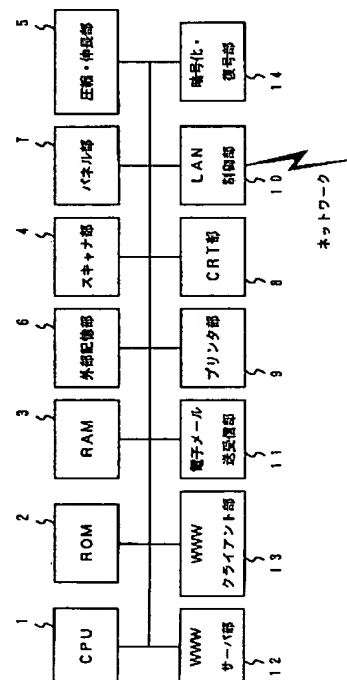 1
CPU
2
ROM
3
RAM
6
外部記憶部
4
スキャナ部
7
パネル部
5
圧縮・伸長部
WWW
サーバ部
12
WWW
クライアント部
13
電子メール
送受信部
11
プリンタ部
9
CRT部
8
LAN
制御部
10
暗号化・
復号部
14
ネットワーク